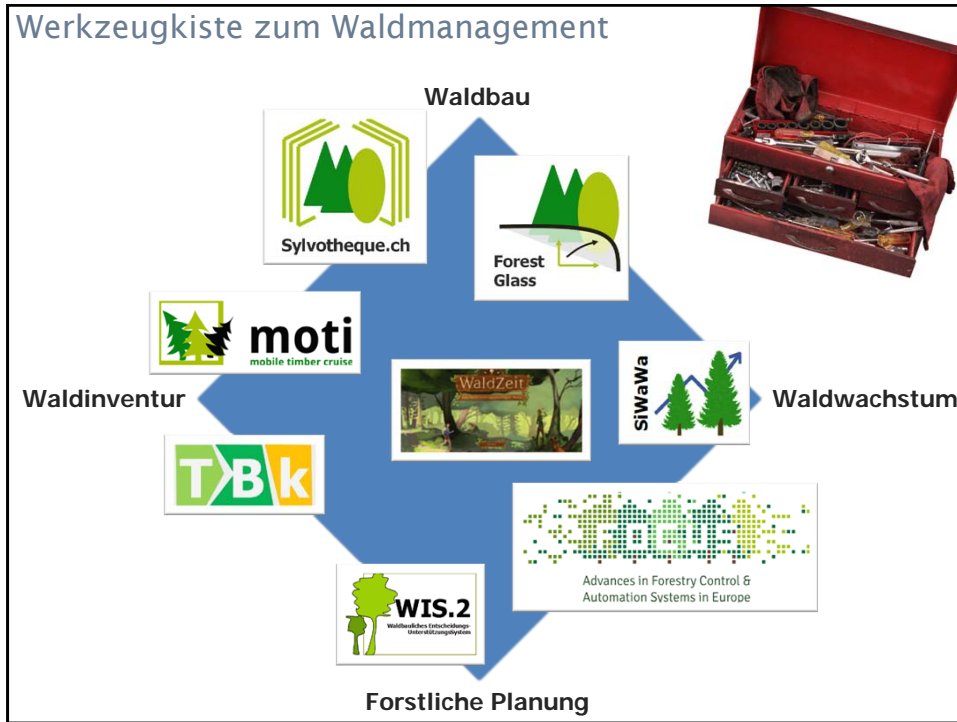 Werkzeugkiste zum Waldmanagement
Waldbau
Sylvotheque.ch
Forest
Glass
moti
mobile timber cruise
Waldinventur
WaldZeit
SiWaWa
Waldwachstum
TBk
FOCUS
Advances in Forestry Control &
Automation Systems in Europe
WIS.2
Waldbauliches Entscheidungs-
UnterstützungsSystem
Forstliche Planung